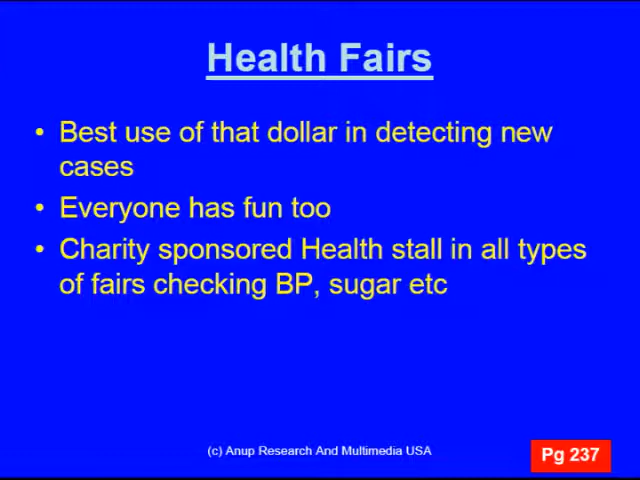 Health Fairs
• Best use of that dollar in detecting new
cases
• Everyone has fun too
• Charity sponsored Health stall in all types
of fairs checking BP, sugar etc
(c) Anup Research And Multimedia USA
Pg 237